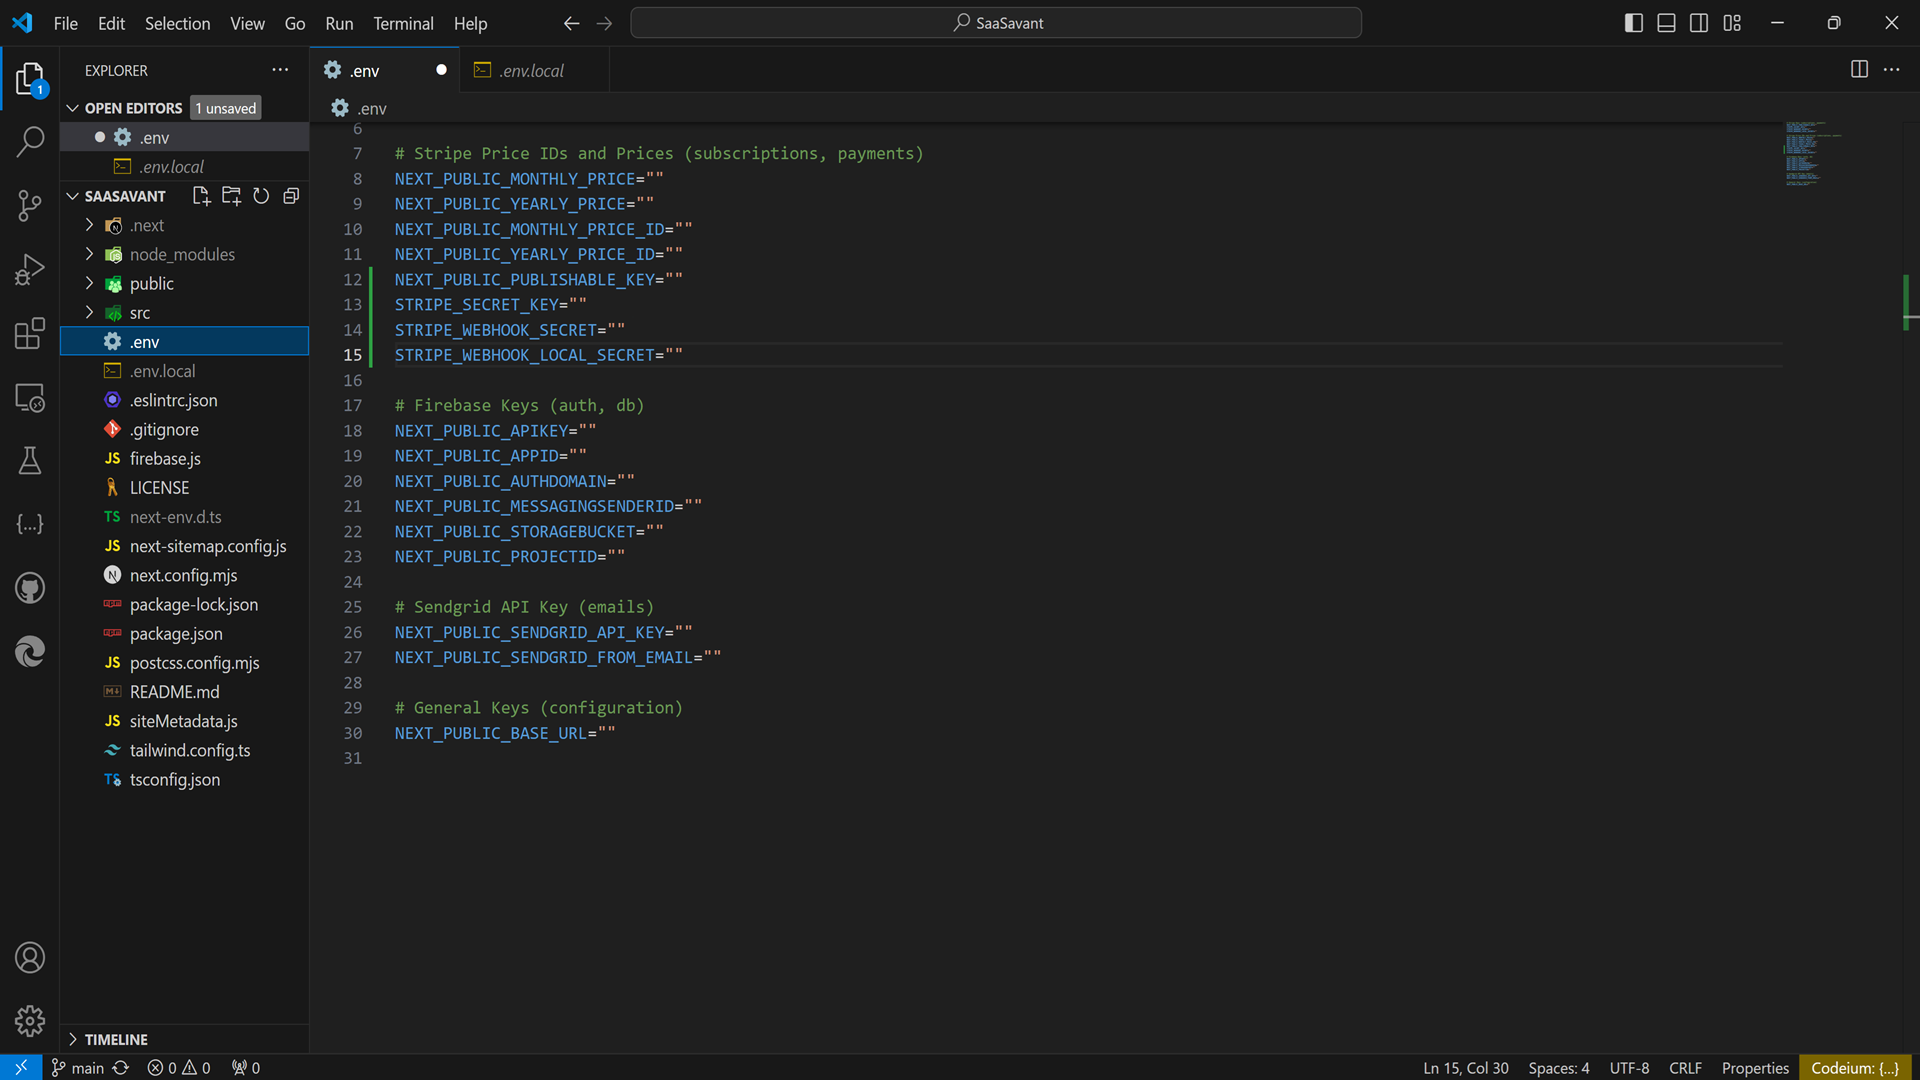 File Edit Selection View Go Run Terminal Help
SaaSavant
EXPLORER
OPEN EDITORS 1 unsaved
.env
.env.local
SAASAVANT
.next
node_modules
public
src
.env
.env.local
.eslintrc.json
.gitignore
JS firebase.js
LICENSE
TS next-env.d.ts
JS next-sitemap.config.js
N next.config.mjs
package-lock.json
package.json
JS postcss.config.mjs
README.md
JS siteMetadata.js
tailwind.config.ts
TS tsconfig.json
TIMELINE
1
.env
.env.local
.env
6
7 # Stripe Price IDs and Prices (subscriptions, payments)
8 NEXT_PUBLIC_MONTHLY_PRICE=""
9 NEXT_PUBLIC_YEARLY_PRICE=""
10 NEXT_PUBLIC_MONTHLY_PRICE_ID=""
11 NEXT_PUBLIC_YEARLY_PRICE_ID=""
12 NEXT_PUBLIC_PUBLISHABLE_KEY=""
13 STRIPE_SECRET_KEY=""
14 STRIPE_WEBHOOK_SECRET=""
15 STRIPE_WEBHOOK_LOCAL_SECRET=""
16
17 # Firebase Keys (auth, db)
18 NEXT_PUBLIC_APIKEY=""
19 NEXT_PUBLIC_APPID=""
20 NEXT_PUBLIC_AUTHDOMAIN=""
21 NEXT_PUBLIC_MESSAGINGSENDERID=""
22 NEXT_PUBLIC_STORAGEBUCKET=""
23 NEXT_PUBLIC_PROJECTID=""
24
25 # Sendgrid API Key (emails)
26 NEXT_PUBLIC_SENDGRID_API_KEY=""
27 NEXT_PUBLIC_SENDGRID_FROM_EMAIL=""
28
29 # General Keys (configuration)
30 NEXT_PUBLIC_BASE_URL=""
31
main 0 0 0
Ln 15, Col 30 Spaces: 4 UTF-8 CRLF Properties Codeium: {...}